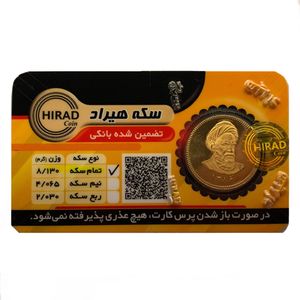 HIRAD
Coin
سکه هیراد
تضمین شده بانکی
نوع سکه وزن (گرم)
تمام سکه ۸/۱۳۰
نیم سکه ۴/۰۶۵
ربع سکه ۲/۰۳۰
HIRAD
Coin
در صورت باز شدن پرس کارت، هیچ عذری پذیرفته نمی‌شود.